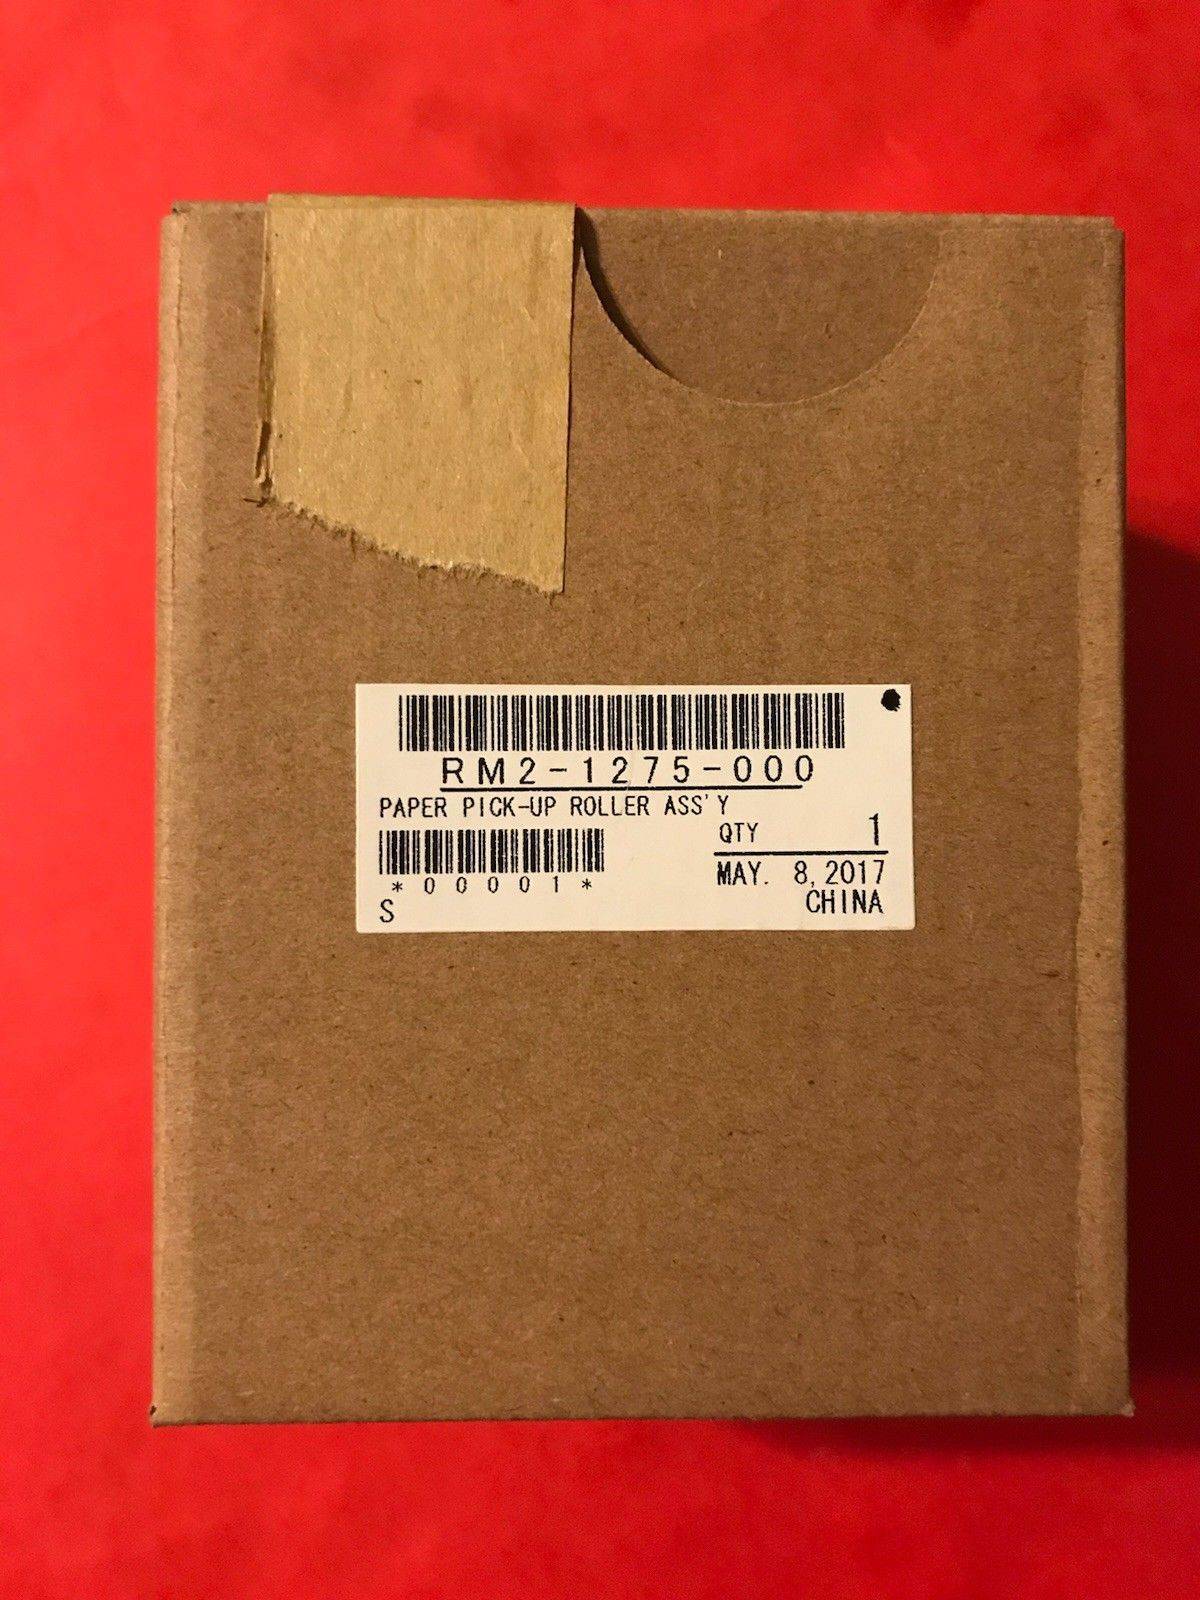 RM2-1275-000
PAPER PICK-UP ROLLER ASS'Y
QTY 1
*00001*
MAY. 8,2017
S
CHINA